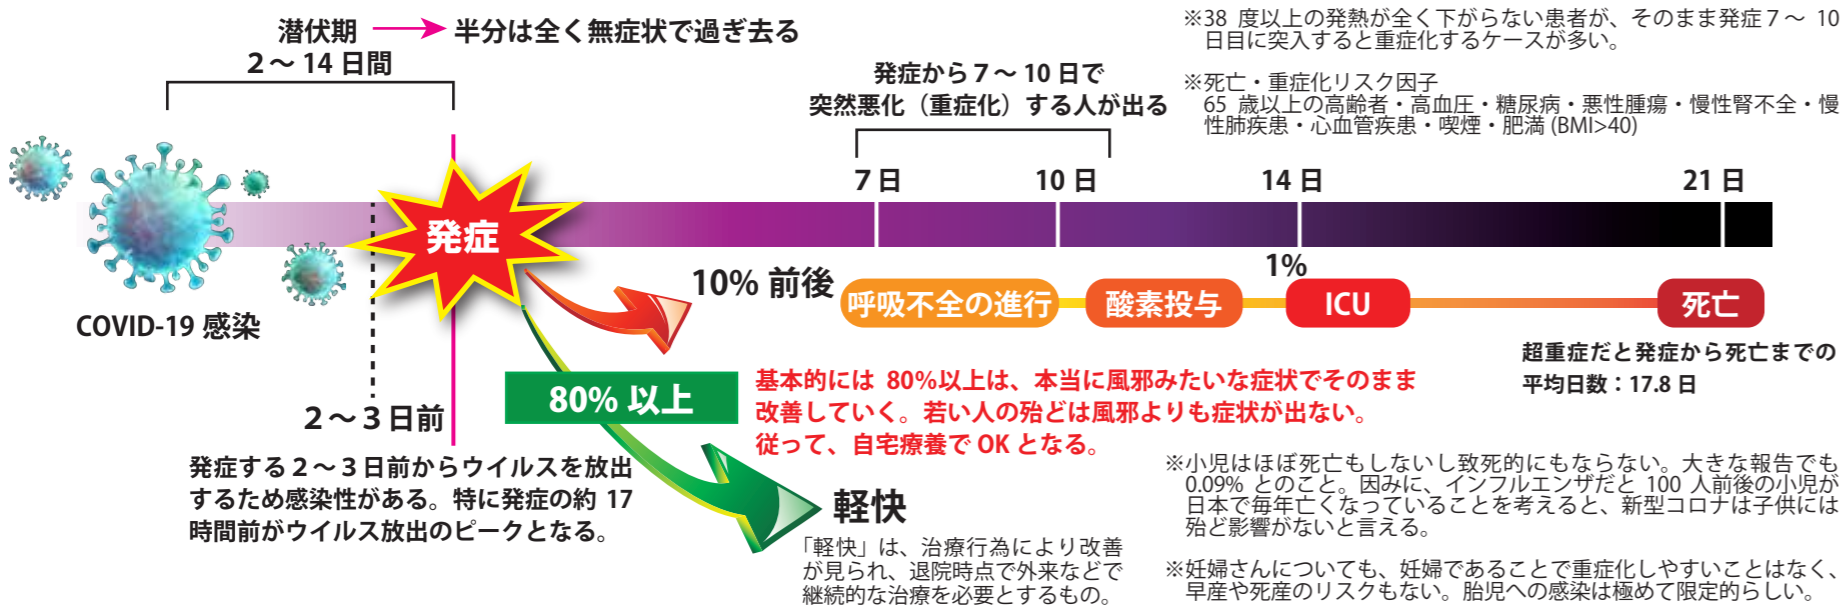 潜伏期
半分は全く無症状で過ぎ去る
２〜 14 日間
発症から７〜 10 日で
突然悪化（重症化）する人が出る
※38 度以上の発熱が全く下がらない患者が、そのまま発症７〜 10
日目に突入すると重症化するケースが多い。
※死亡・重症化リスク因子
65 歳以上の高齢者・高血圧・糖尿病・悪性腫瘍・慢性腎不全・慢
性肺疾患・心血管疾患・喫煙・肥満 (BMI>40)
7 日
10 日
14 日
21 日
発症
COVID-19 感染
10% 前後
1%
呼吸不全の進行
酸素投与
ICU
死亡
超重症だと発症から死亡までの
平均日数：17.8 日
80% 以上
基本的には 80%以上は、本当に風邪みたいな症状でそのまま
改善していく。若い人の殆どは風邪よりも症状が出ない。
従って、自宅療養で OK となる。
２〜３日前
発症する２〜３日前からウイルスを放出
するため感染性がある。特に発症の約 17
時間前がウイルス放出のピークとなる。
軽快
「軽快」は、治療行為により改善
が見られ、退院時点で外来などで
継続的な治療を必要とするもの。
※小児はほぼ死亡もしないし致死的にもならない。大きな報告でも
0.09% とのこと。因みに、インフルエンザだと 100 人前後の小児が
日本で毎年亡くなっていることを考えると、新型コロナは子供には
殆ど影響がないと言える。
※妊婦さんについても、妊婦であることで重症化しやすいことはなく、
早産や死産のリスクもない。胎児への感染は極めて限定的らしい。